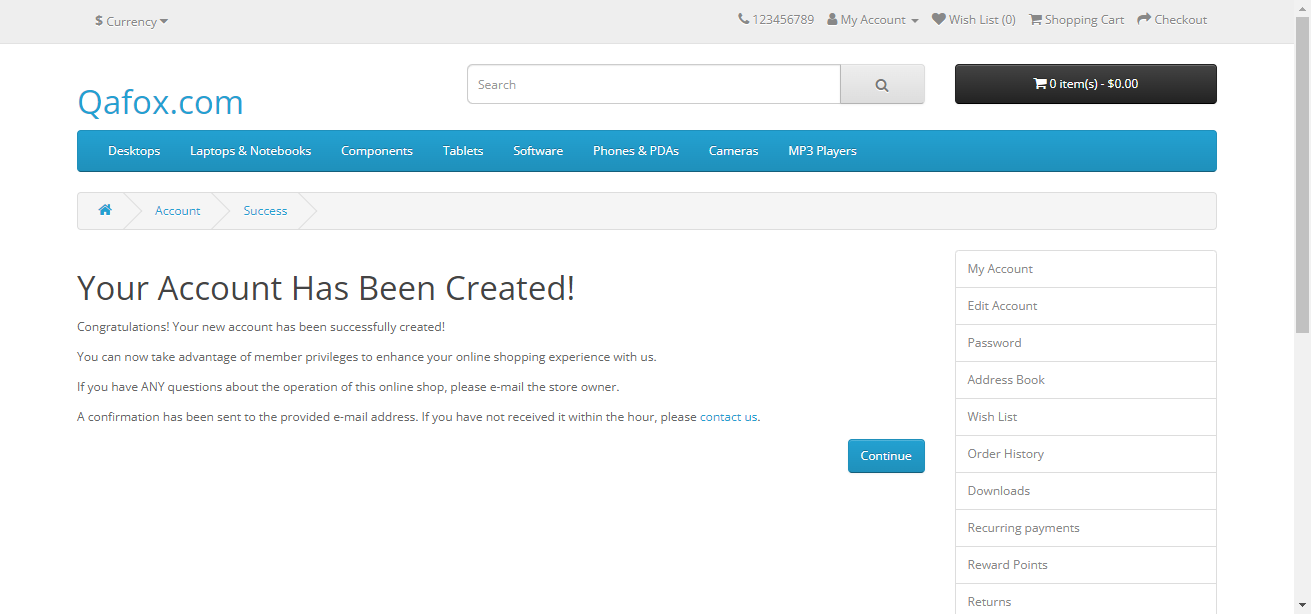 $ Currency
123456789 My Account Wish List (0) Shopping Cart Checkout
Qafox.com
Search
0 item(s) - $0.00
Desktops Laptops & Notebooks Components Tablets Software Phones & PDAs Cameras MP3 Players
Account Success
Your Account Has Been Created!
Congratulations! Your new account has been successfully created!
You can now take advantage of member privileges to enhance your online shopping experience with us.
If you have ANY questions about the operation of this online shop, please e-mail the store owner.
A confirmation has been sent to the provided e-mail address. If you have not received it within the hour, please contact us.
Continue
My Account
Edit Account
Password
Address Book
Wish List
Order History
Downloads
Recurring payments
Reward Points
Returns